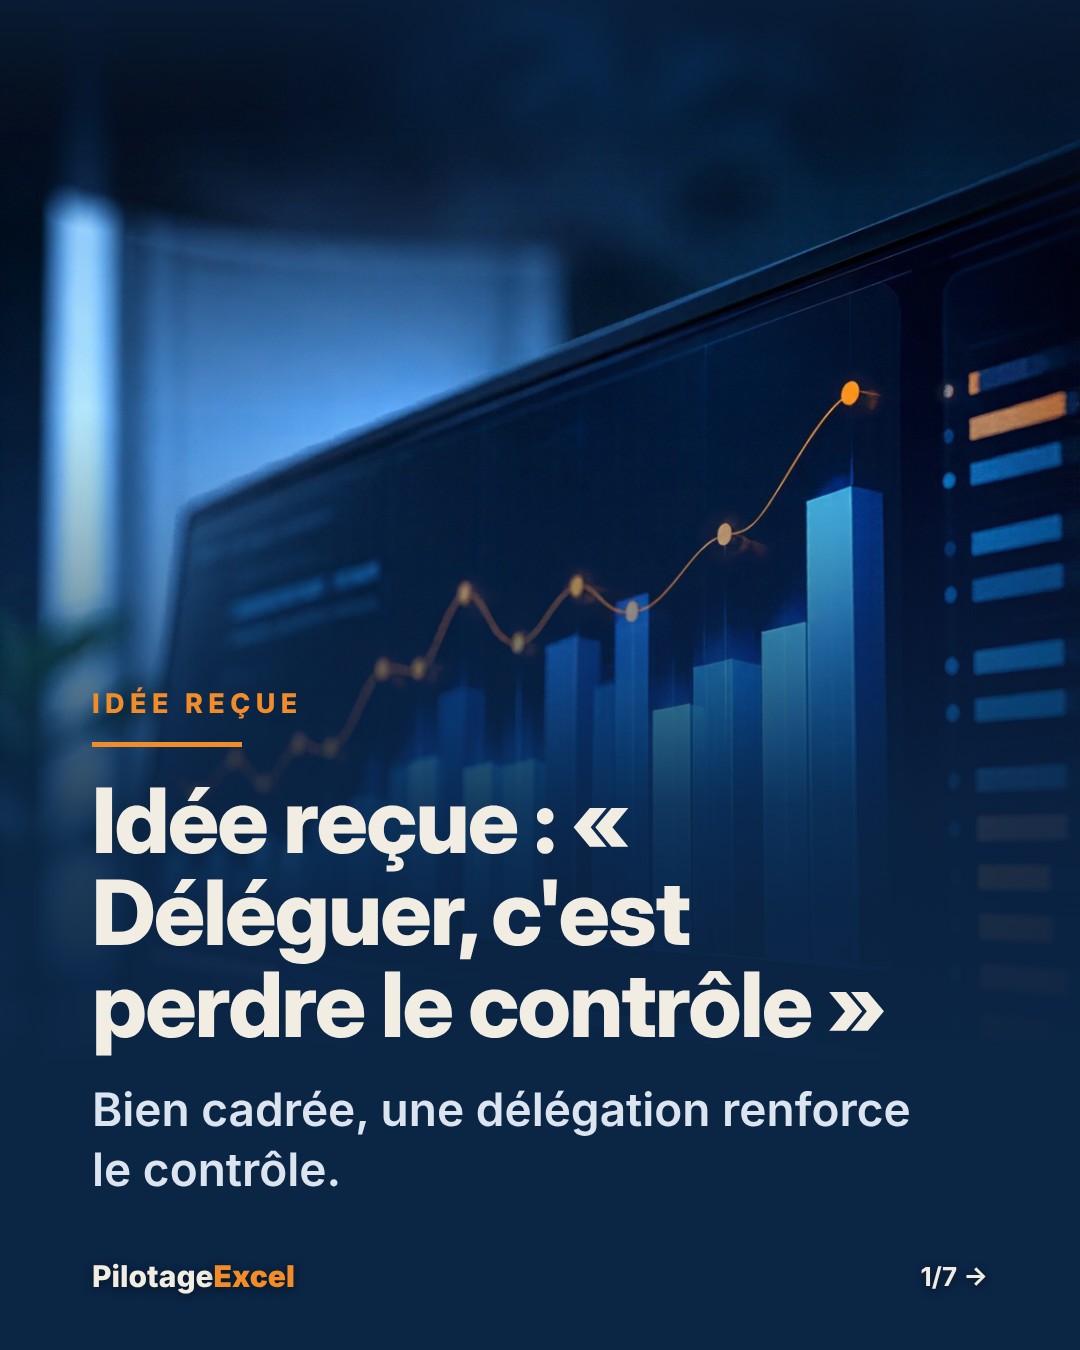 IDÉE REÇUE
Idée reçue : «
Déléguer, c'est
perdre le contrôle »
Bien cadrée, une délégation renforce
le contrôle.
PilotageExcel
1/7 →